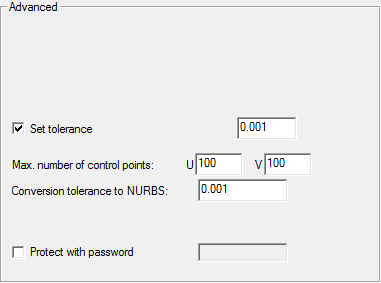 Advanced
Set tolerance 0.001
Max. number of control points: U 100 V 100
Conversion tolerance to NURBS: 0.001
Protect with password